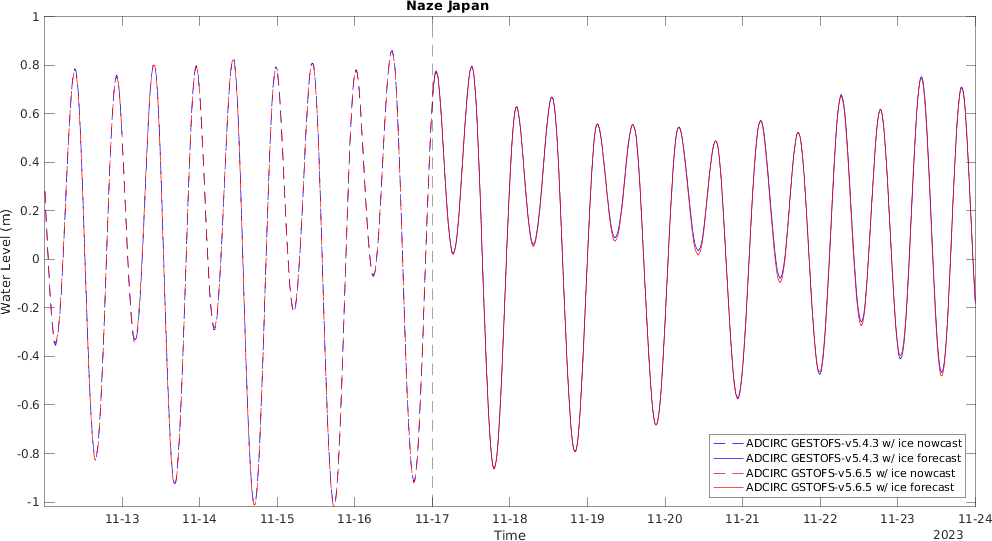 Naze Japan
1
0.8
0.6
0.4
0.2
0
-0.2
-0.4
-0.6
-0.8
-1
Water Level (m)
ADCIRC GESTOFS-v5.4.3 w/ ice nowcast
ADCIRC GESTOFS-v5.4.3 w/ ice forecast
ADCIRC GSTOFS-v5.6.5 w/ ice nowcast
ADCIRC GSTOFS-v5.6.5 w/ ice forecast
11-13 11-14 11-15 11-16 11-17 11-18 11-19 11-20 11-21 11-22 11-23 11-24
Time
2023